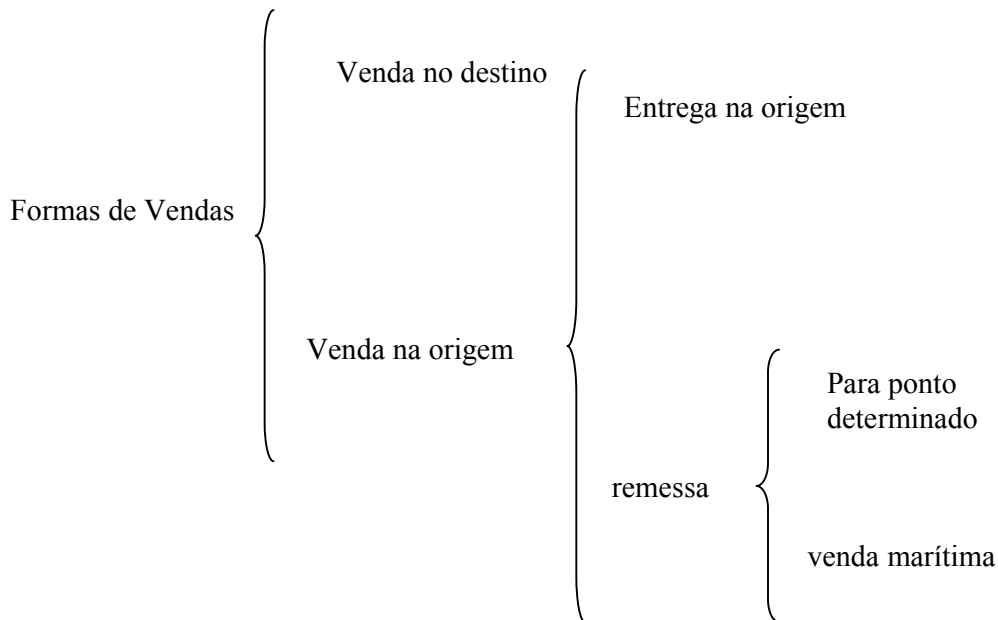 Formas de Vendas
Venda no destino
Venda na origem
Entrega na origem
remessa
Para ponto
determinado
venda marítima